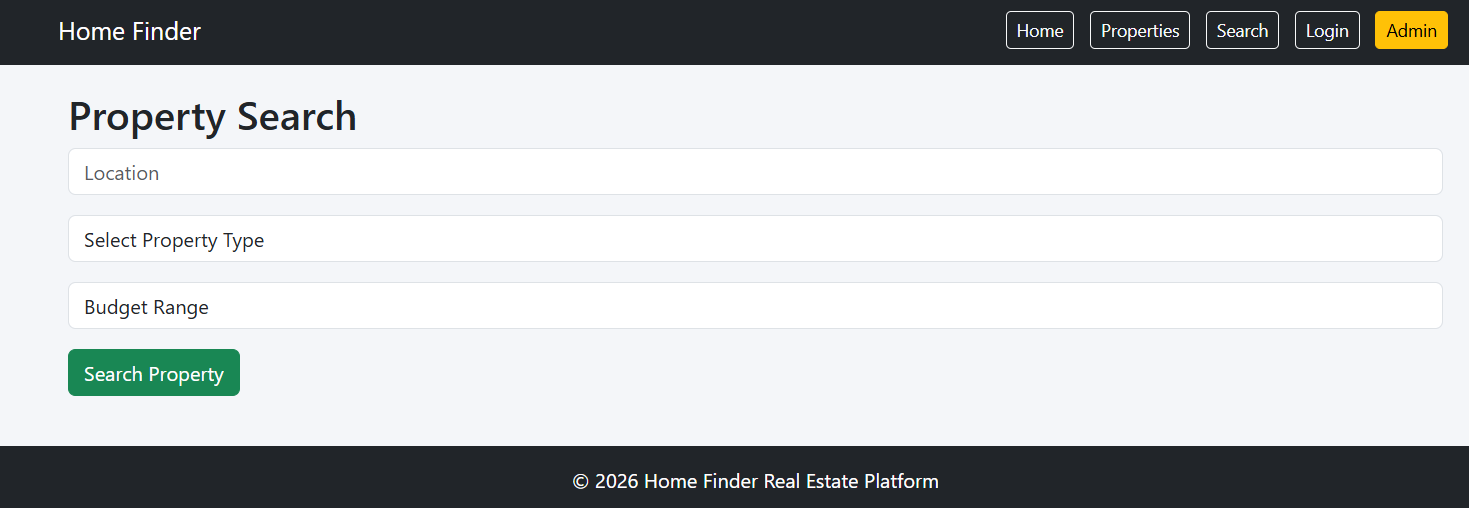 Home Finder
Home Properties Search Login Admin
Property Search
Location
Select Property Type
Budget Range
Search Property
© 2026 Home Finder Real Estate Platform